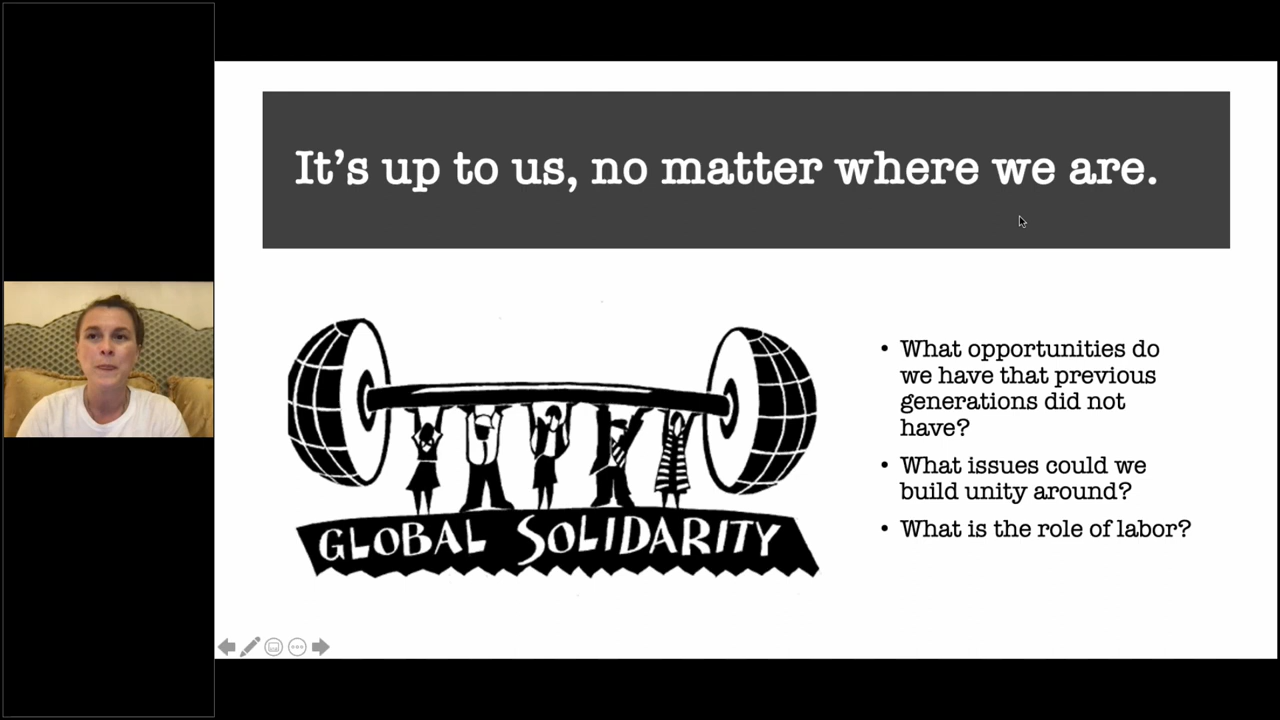 It’s up to us, no matter where we are.
GLOBAL SOLIDARITY
• What opportunities do
we have that previous
generations did not
have?
• What issues could we
build unity around?
• What is the role of labor?